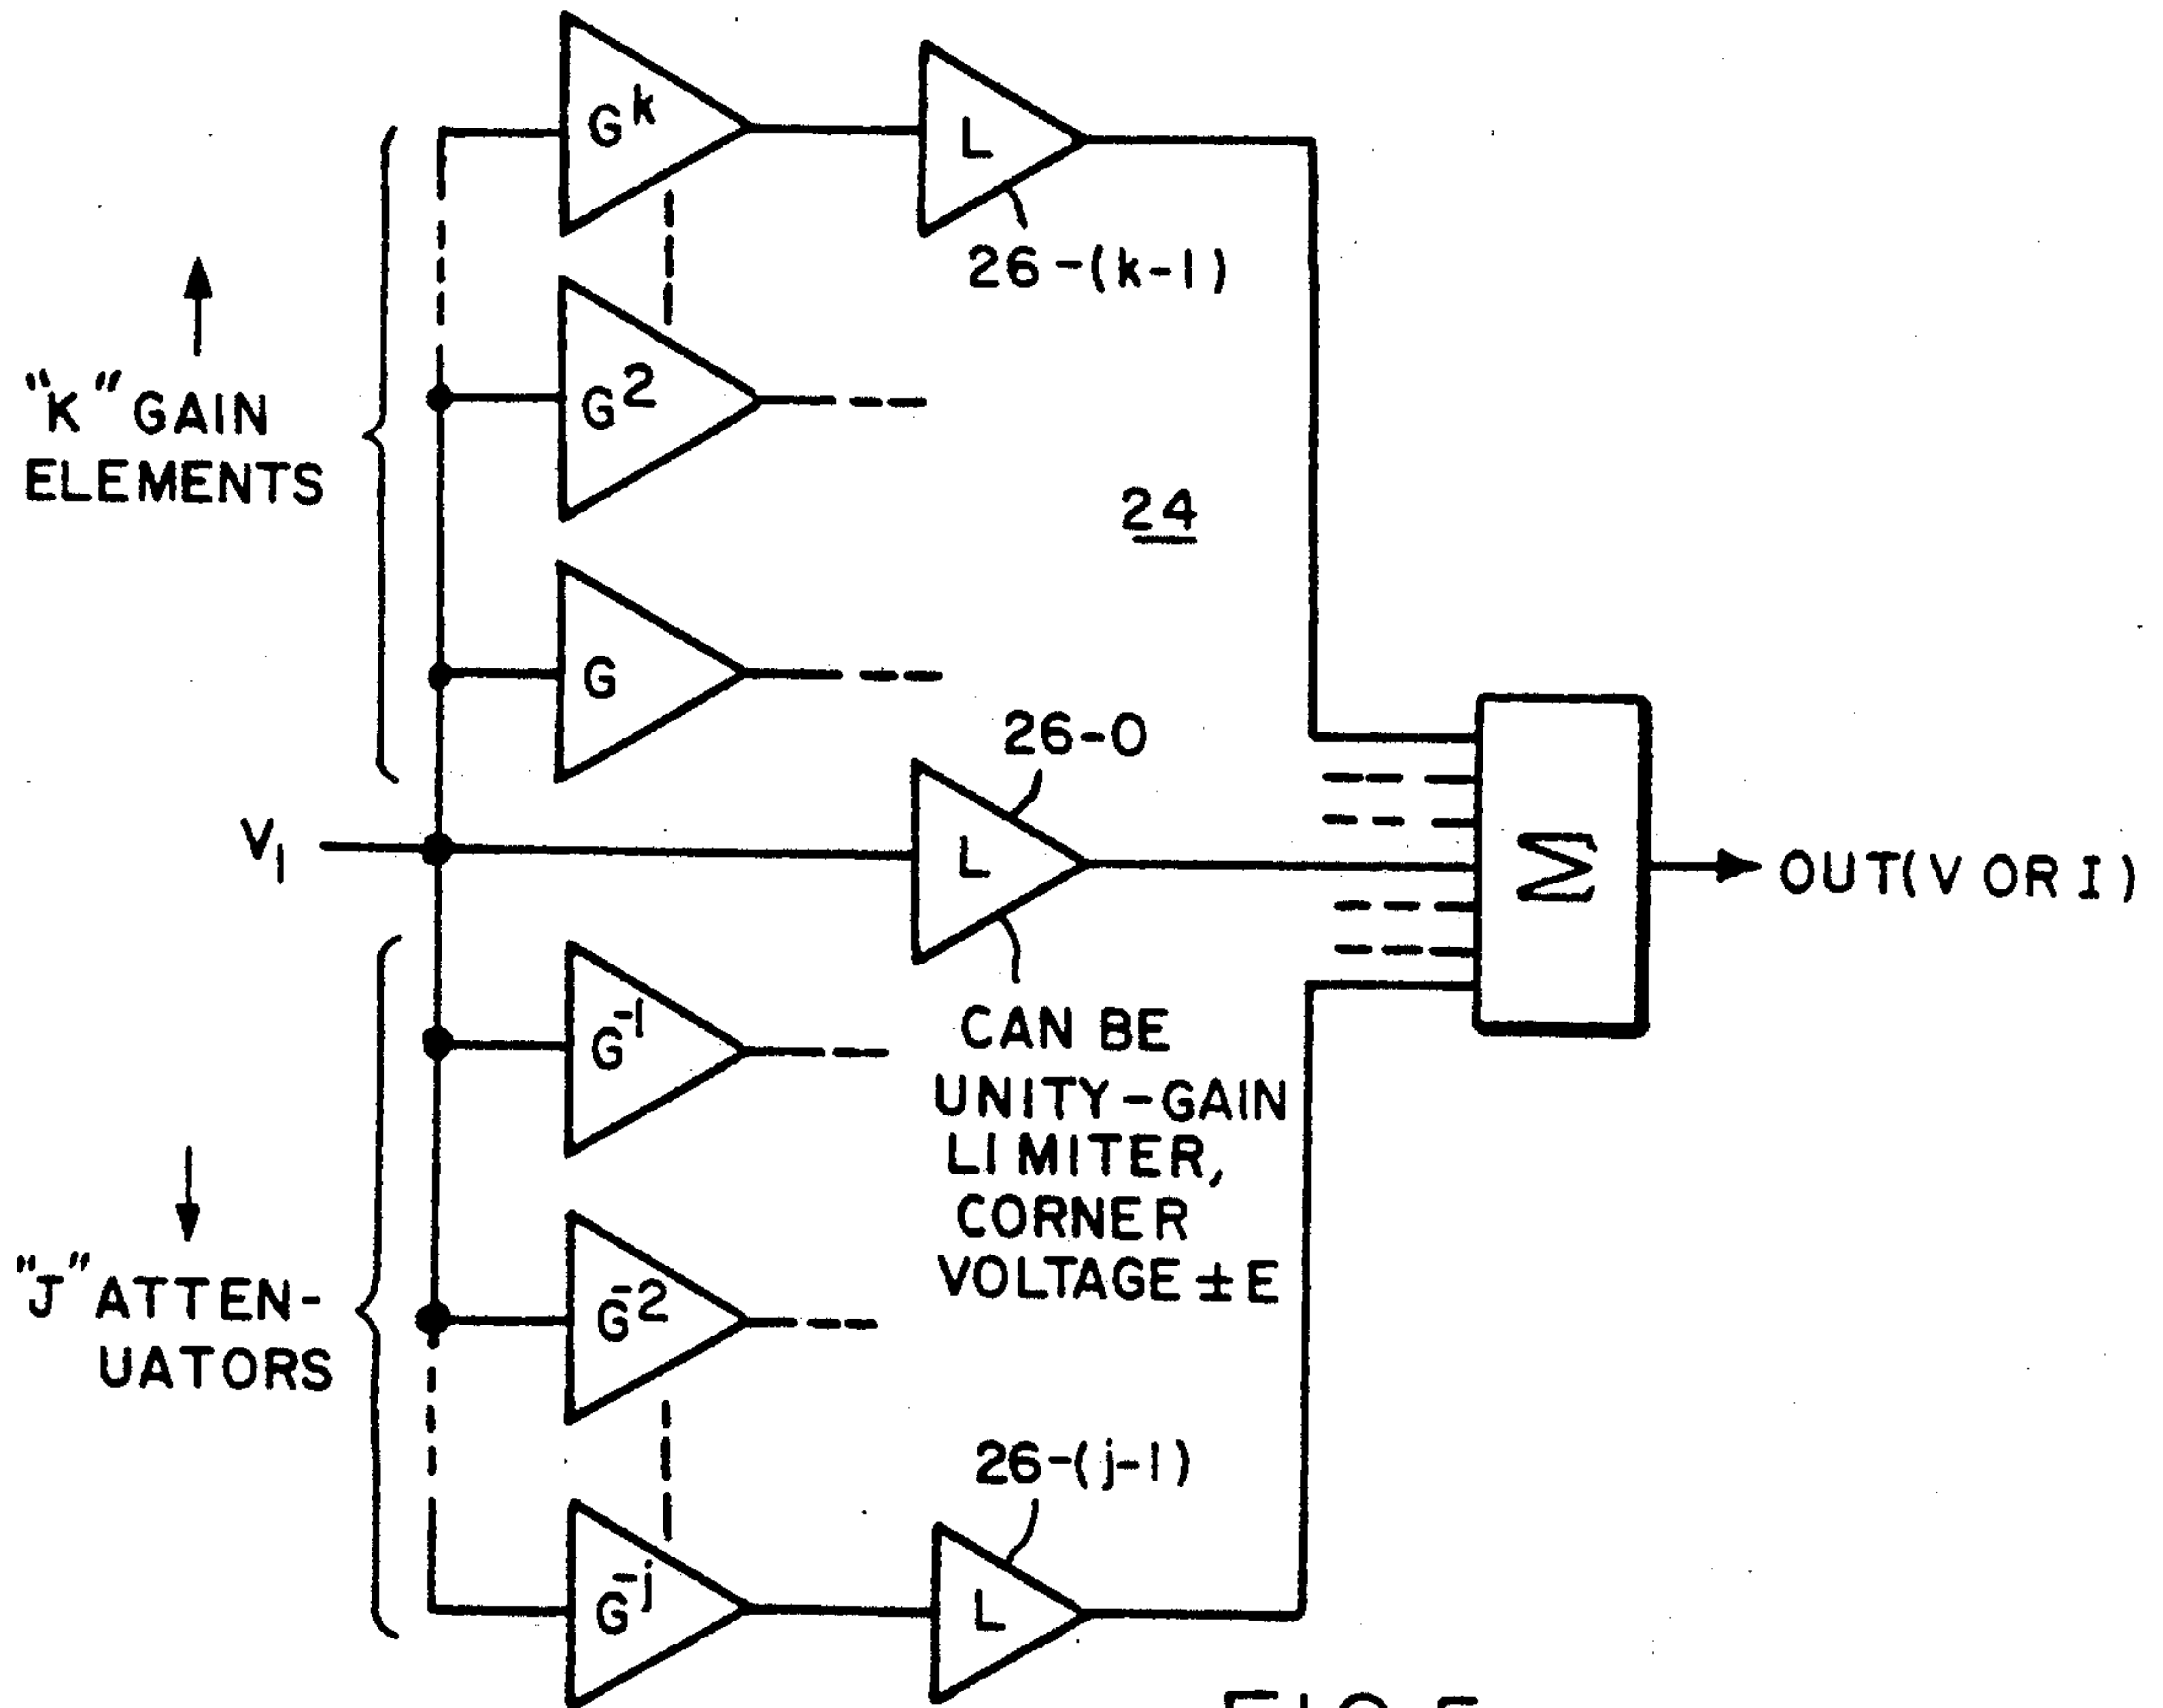 G^k
L
26-(k-1)
"K" GAIN
ELEMENTS
G^2
24
G
26-0
V_1
L
Σ
OUT(V OR I)
G^-1
CAN BE
UNITY-GAIN
LIMITER,
CORNER
VOLTAGE ±E
G^-2
"J" ATTEN-
UATORS
26-(j-1)
G^-j
L